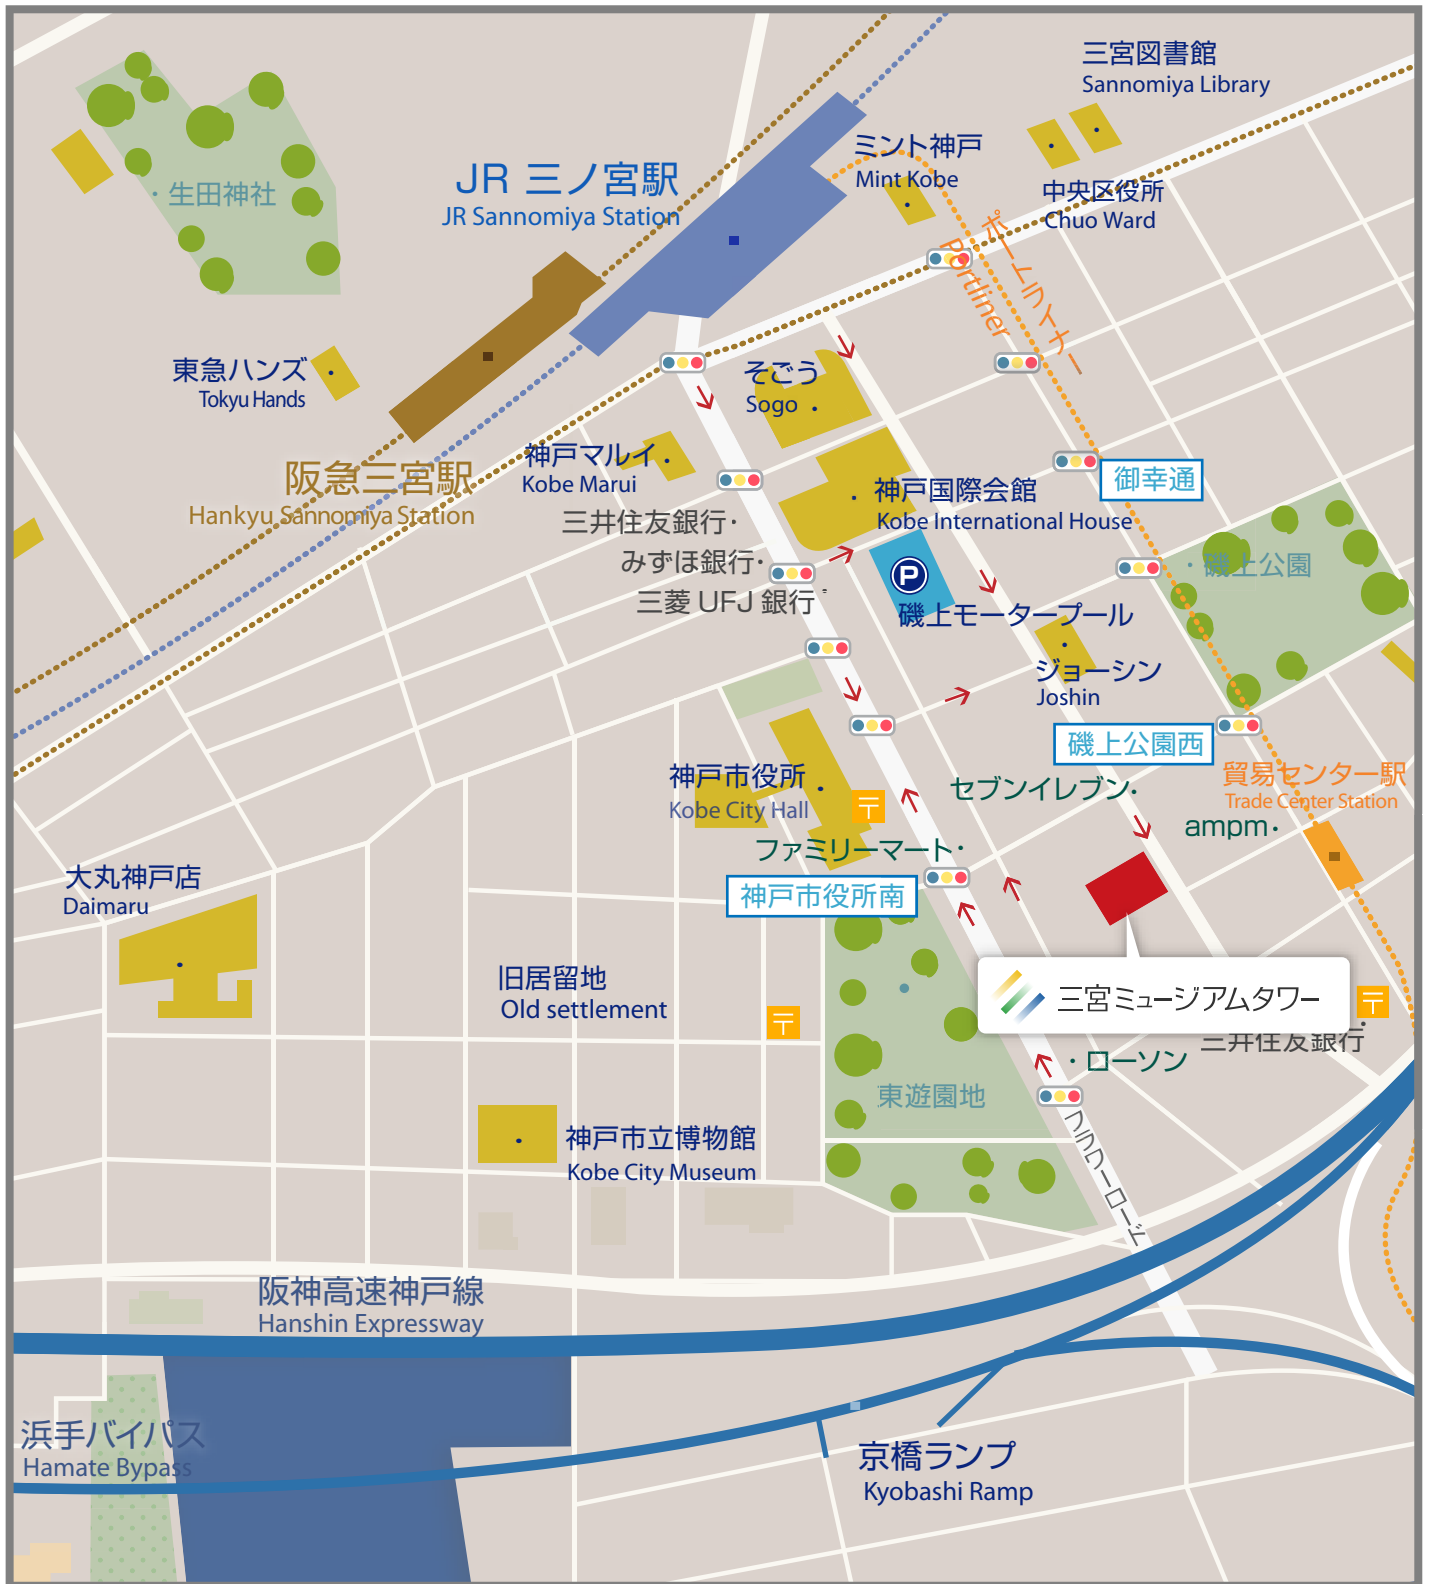 三宮図書館
Sannomiya Library
ミント神戸
Mint Kobe
JR 三ノ宮駅
JR Sannomiya Station
生田神社
中央区役所
Chuo Ward
ポートライナー
Portliner
東急ハンズ
Tokyu Hands
そごう
Sogo
阪急三宮駅
Hankyu Sannomiya Station
神戸マルイ
Kobe Marui
御幸通
神戸国際会館
Kobe International House
三井住友銀行
みずほ銀行
三菱 UFJ 銀行
P
磯上公園
磯上モータープール
ジョーシン
Joshin
磯上公園西
神戸市役所
Kobe City Hall
〒
セブンイレブン
貿易センター駅
Trade Center Station
ampm
ファミリーマート
神戸市役所南
大丸神戸店
Daimaru
旧居留地
Old settlement
〒
三宮ミュージアムタワー
〒
三井住友銀行
ローソン
東遊園地
フラワーロード
神戸市立博物館
Kobe City Museum
阪神高速神戸線
Hanshin Expressway
浜手バイパス
Hamate Bypass
京橋ランプ
Kyobashi Ramp